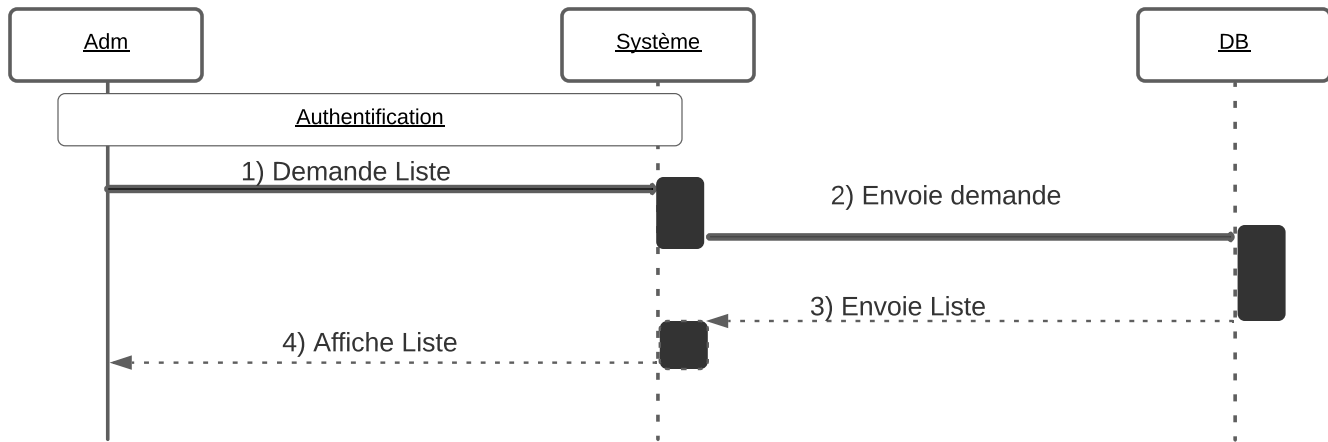 Adm
Système
DB
Authentification
1) Demande Liste
2) Envoie demande
3) Envoie Liste
4) Affiche Liste